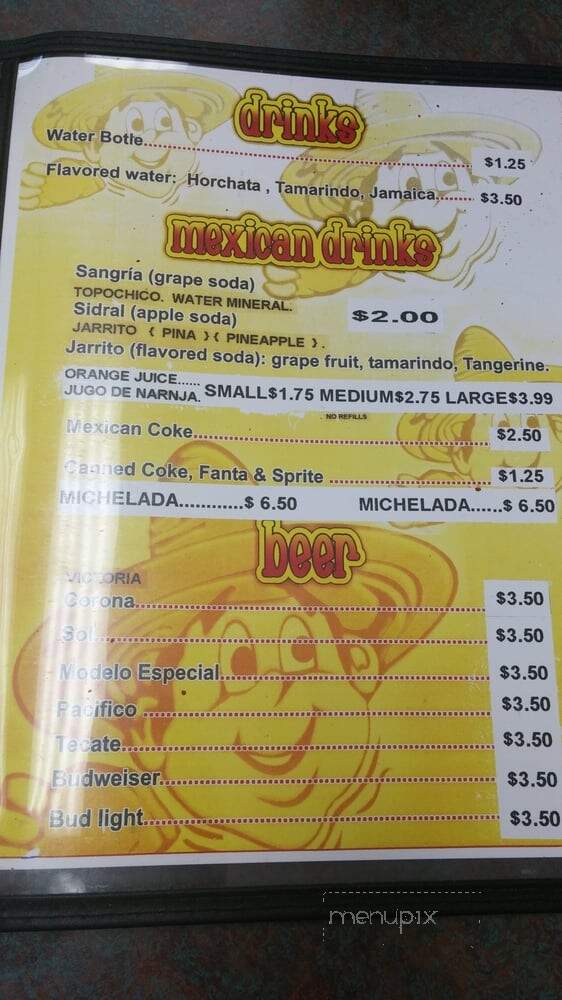 drinks
Water Botle........ $1.25
Flavored water: Horchata , Tamarindo, Jamaica........ $3.50
mexican drinks
Sangría (grape soda)
TOPOCHICO. WATER MINERAL.
Sidral (apple soda) $2.00
JARRITO ( PINA ) ( PINEAPPLE ).
Jarrito (flavored soda): grape fruit, tamarindo, Tangerine.
ORANGE JUICE......
JUGO DE NARNJA. SMALL$1.75 MEDIUM$2.75 LARGE$3.99
NO REFILLS
Mexican Coke........ $2.50
Canned Coke, Fanta & Sprite ........ $1.25
MICHELADA............$ 6.50 MICHELADA......$ 6.50
beer
VICTORIA
Corona........ $3.50
Sol........ $3.50
Modelo Especial........ $3.50
Pacifico ........ $3.50
Tecate........ $3.50
Budweiser........ $3.50
Bud light........ $3.50
menupix